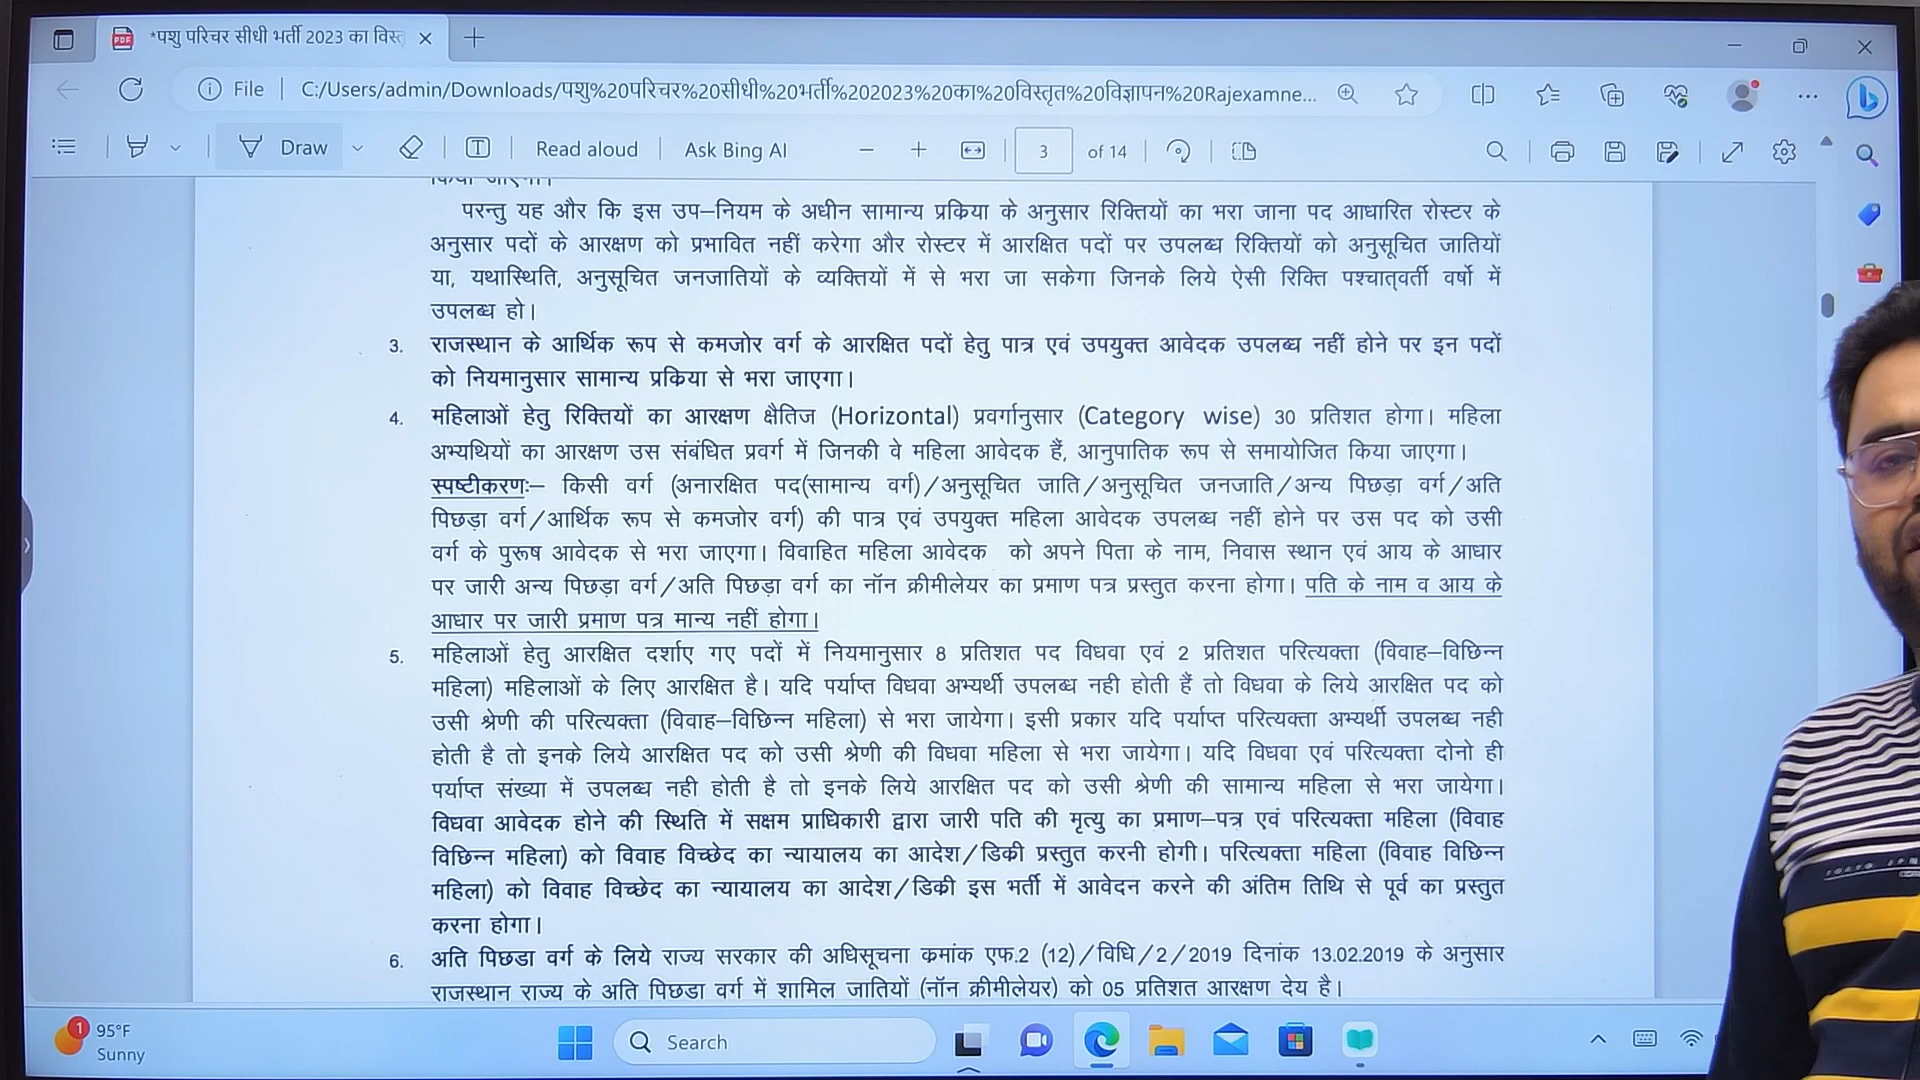 *पशु परिचर सीधी भर्ती 2023 का विस्त
File
C:/Users/admin/Downloads/पशु%20परिचर%20सीधी%20भर्ती%202023%20का%20विस्तृत%20विज्ञापन%20Rajexamne...
Draw
Read aloud
Ask Bing AI
3 of 14
किया जाएगा।
परन्तु यह और कि इस उप–नियम के अधीन सामान्य प्रकिया के अनुसार रिक्तियों का भरा जाना पद आधारित रोस्टर के
अनुसार पदों के आरक्षण को प्रभावित नहीं करेगा और रोस्टर में आरक्षित पदों पर उपलब्ध रिक्तियों को अनुसूचित जातियों
या, यथास्थिति, अनुसूचित जनजातियों के व्यक्तियों में से भरा जा सकेगा जिनके लिये ऐसी रिक्ति पश्चात्वर्ती वर्षो में
उपलब्ध हो।
3. राजस्थान के आर्थिक रूप से कमजोर वर्ग के आरक्षित पदों हेतु पात्र एवं उपयुक्त आवेदक उपलब्ध नहीं होने पर इन पदों
को नियमानुसार सामान्य प्रकिया से भरा जाएगा।
4. महिलाओं हेतु रिक्तियों का आरक्षण क्षैतिज (Horizontal) प्रवर्गानुसार (Category wise) 30 प्रतिशत होगा। महिला
अभ्यथियों का आरक्षण उस संबंधित प्रवर्ग में जिनकी वे महिला आवेदक हैं, आनुपातिक रूप से समायोजित किया जाएगा।
स्पष्टीकरणः– किसी वर्ग (अनारक्षित पद(सामान्य वर्ग)/अनुसूचित जाति/अनुसूचित जनजाति/अन्य पिछड़ा वर्ग/अति
पिछड़ा वर्ग/आर्थिक रूप से कमजोर वर्ग) की पात्र एवं उपयुक्त महिला आवेदक उपलब्ध नहीं होने पर उस पद को उसी
वर्ग के पुरूष आवेदक से भरा जाएगा। विवाहित महिला आवेदक को अपने पिता के नाम, निवास स्थान एवं आय के आधार
पर जारी अन्य पिछड़ा वर्ग/अति पिछड़ा वर्ग का नॉन क्रीमीलेयर का प्रमाण पत्र प्रस्तुत करना होगा। पति के नाम व आय के
आधार पर जारी प्रमाण पत्र मान्य नहीं होगा।
5. महिलाओं हेतु आरक्षित दर्शाए गए पदों में नियमानुसार 8 प्रतिशत पद विधवा एवं 2 प्रतिशत परित्यक्ता (विवाह–विछिन्न
महिला) महिलाओं के लिए आरक्षित है। यदि पर्याप्त विधवा अभ्यर्थी उपलब्ध नही होती हैं तो विधवा के लिये आरक्षित पद को
उसी श्रेणी की परित्यक्ता (विवाह–विछिन्न महिला) से भरा जायेगा। इसी प्रकार यदि पर्याप्त परित्यक्ता अभ्यर्थी उपलब्ध नही
होती है तो इनके लिये आरक्षित पद को उसी श्रेणी की विधवा महिला से भरा जायेगा। यदि विधवा एवं परित्यक्ता दोनो ही
पर्याप्त संख्या में उपलब्ध नही होती है तो इनके लिये आरक्षित पद को उसी श्रेणी की सामान्य महिला से भरा जायेगा।
विधवा आवेदक होने की स्थिति में सक्षम प्राधिकारी द्वारा जारी पति की मृत्यु का प्रमाण–पत्र एवं परित्यक्ता महिला (विवाह
विछिन्न महिला) को विवाह विच्छेद का न्यायालय का आदेश/डिकी प्रस्तुत करनी होगी। परित्यक्ता महिला (विवाह विछिन्न
महिला) को विवाह विच्छेद का न्यायालय का आदेश/डिकी इस भर्ती में आवेदन करने की अंतिम तिथि से पूर्व का प्रस्तुत
करना होगा।
6. अति पिछडा वर्ग के लिये राज्य सरकार की अधिसूचना क्रमांक एफ.2 (12)/विधि/2/2019 दिनांक 13.02.2019 के अनुसार
राजस्थान राज्य के अति पिछडा वर्ग में शामिल जातियों (नॉन क्रीमीलेयर) को 05 प्रतिशत आरक्षण देय है।
1
95°F
Sunny
Search